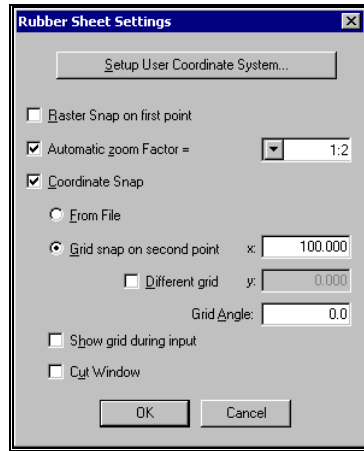 Rubber Sheet Settings
Setup User Coordinate System...
Raster Snap on first point
Automatic zoom Factor = 1:2
Coordinate Snap
From File
Grid snap on second point x: 100.000
Different grid y: 0.000
Grid Angle: 0.0
Show grid during input
Cut Window
OK Cancel